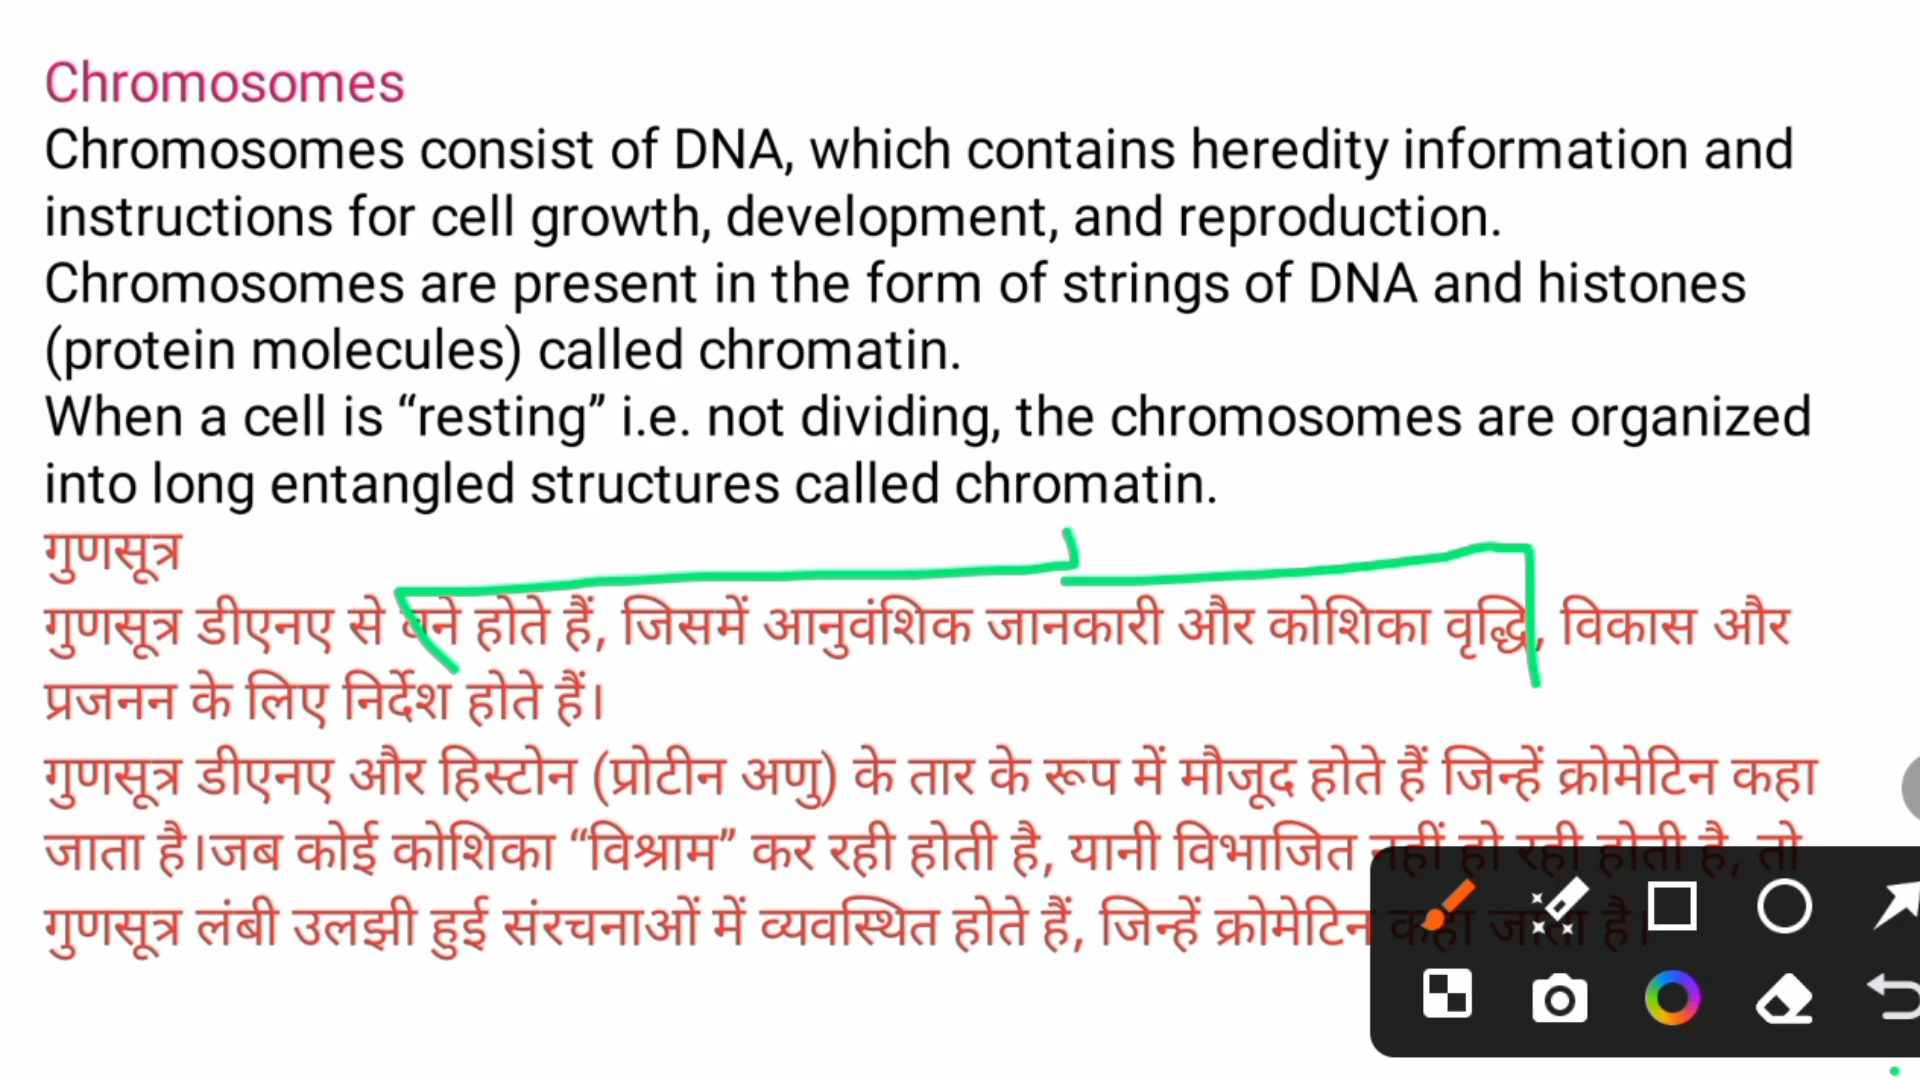 Chromosomes
Chromosomes consist of DNA, which contains heredity information and
instructions for cell growth, development, and reproduction.
Chromosomes are present in the form of strings of DNA and histones
(protein molecules) called chromatin.
When a cell is “resting” i.e. not dividing, the chromosomes are organized
into long entangled structures called chromatin.
गुणसूत्र
गुणसूत्र डीएनए से बने होते हैं, जिसमें आनुवंशिक जानकारी और कोशिका वृद्धि, विकास और
प्रजनन के लिए निर्देश होते हैं।
गुणसूत्र डीएनए और हिस्टोन (प्रोटीन अणु) के तार के रूप में मौजूद होते हैं जिन्हें क्रोमेटिन कहा
जाता है।जब कोई कोशिका “विश्राम” कर रही होती है, यानी विभाजित नहीं हो रही होती है, तो
गुणसूत्र लंबी उलझी हुई संरचनाओं में व्यवस्थित होते हैं, जिन्हें क्रोमेटिन कहा जाता है।